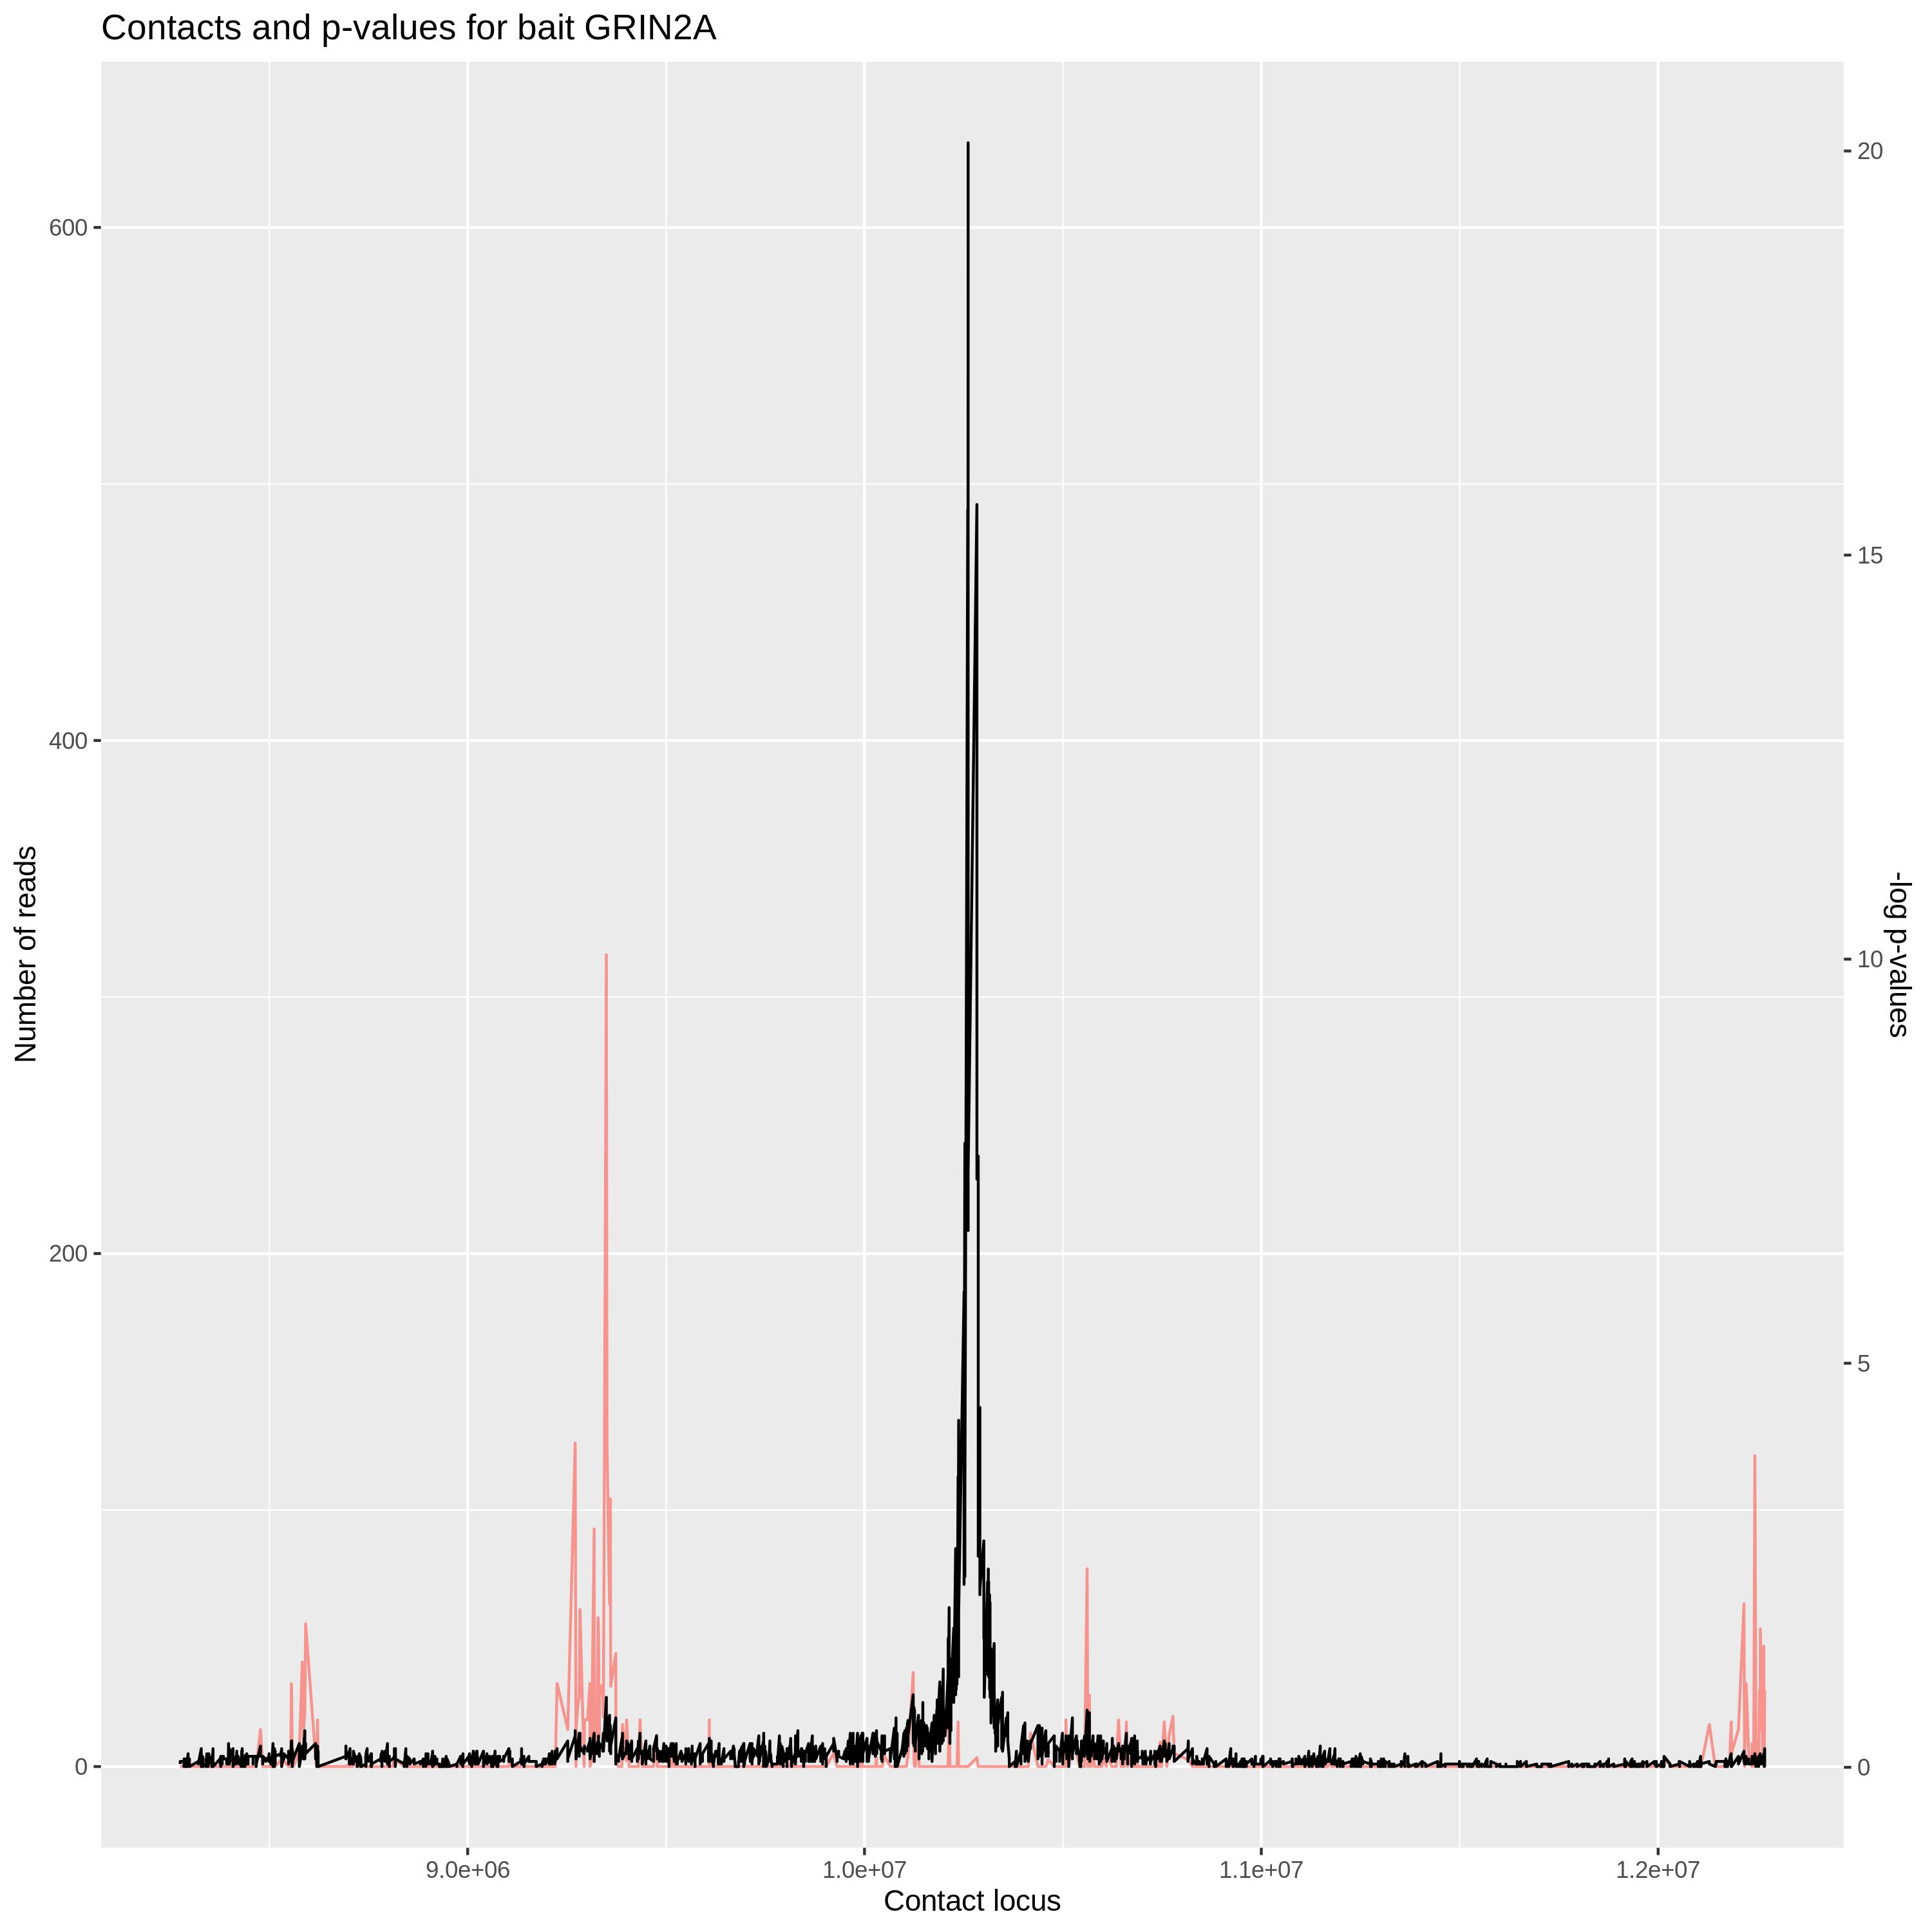 Contacts and p-values for bait GRIN2A
600
400
200
0
Number of reads
20
15
10
5
0
-log p-values
9.0e+06
1.0e+07
1.1e+07
1.2e+07
Contact locus